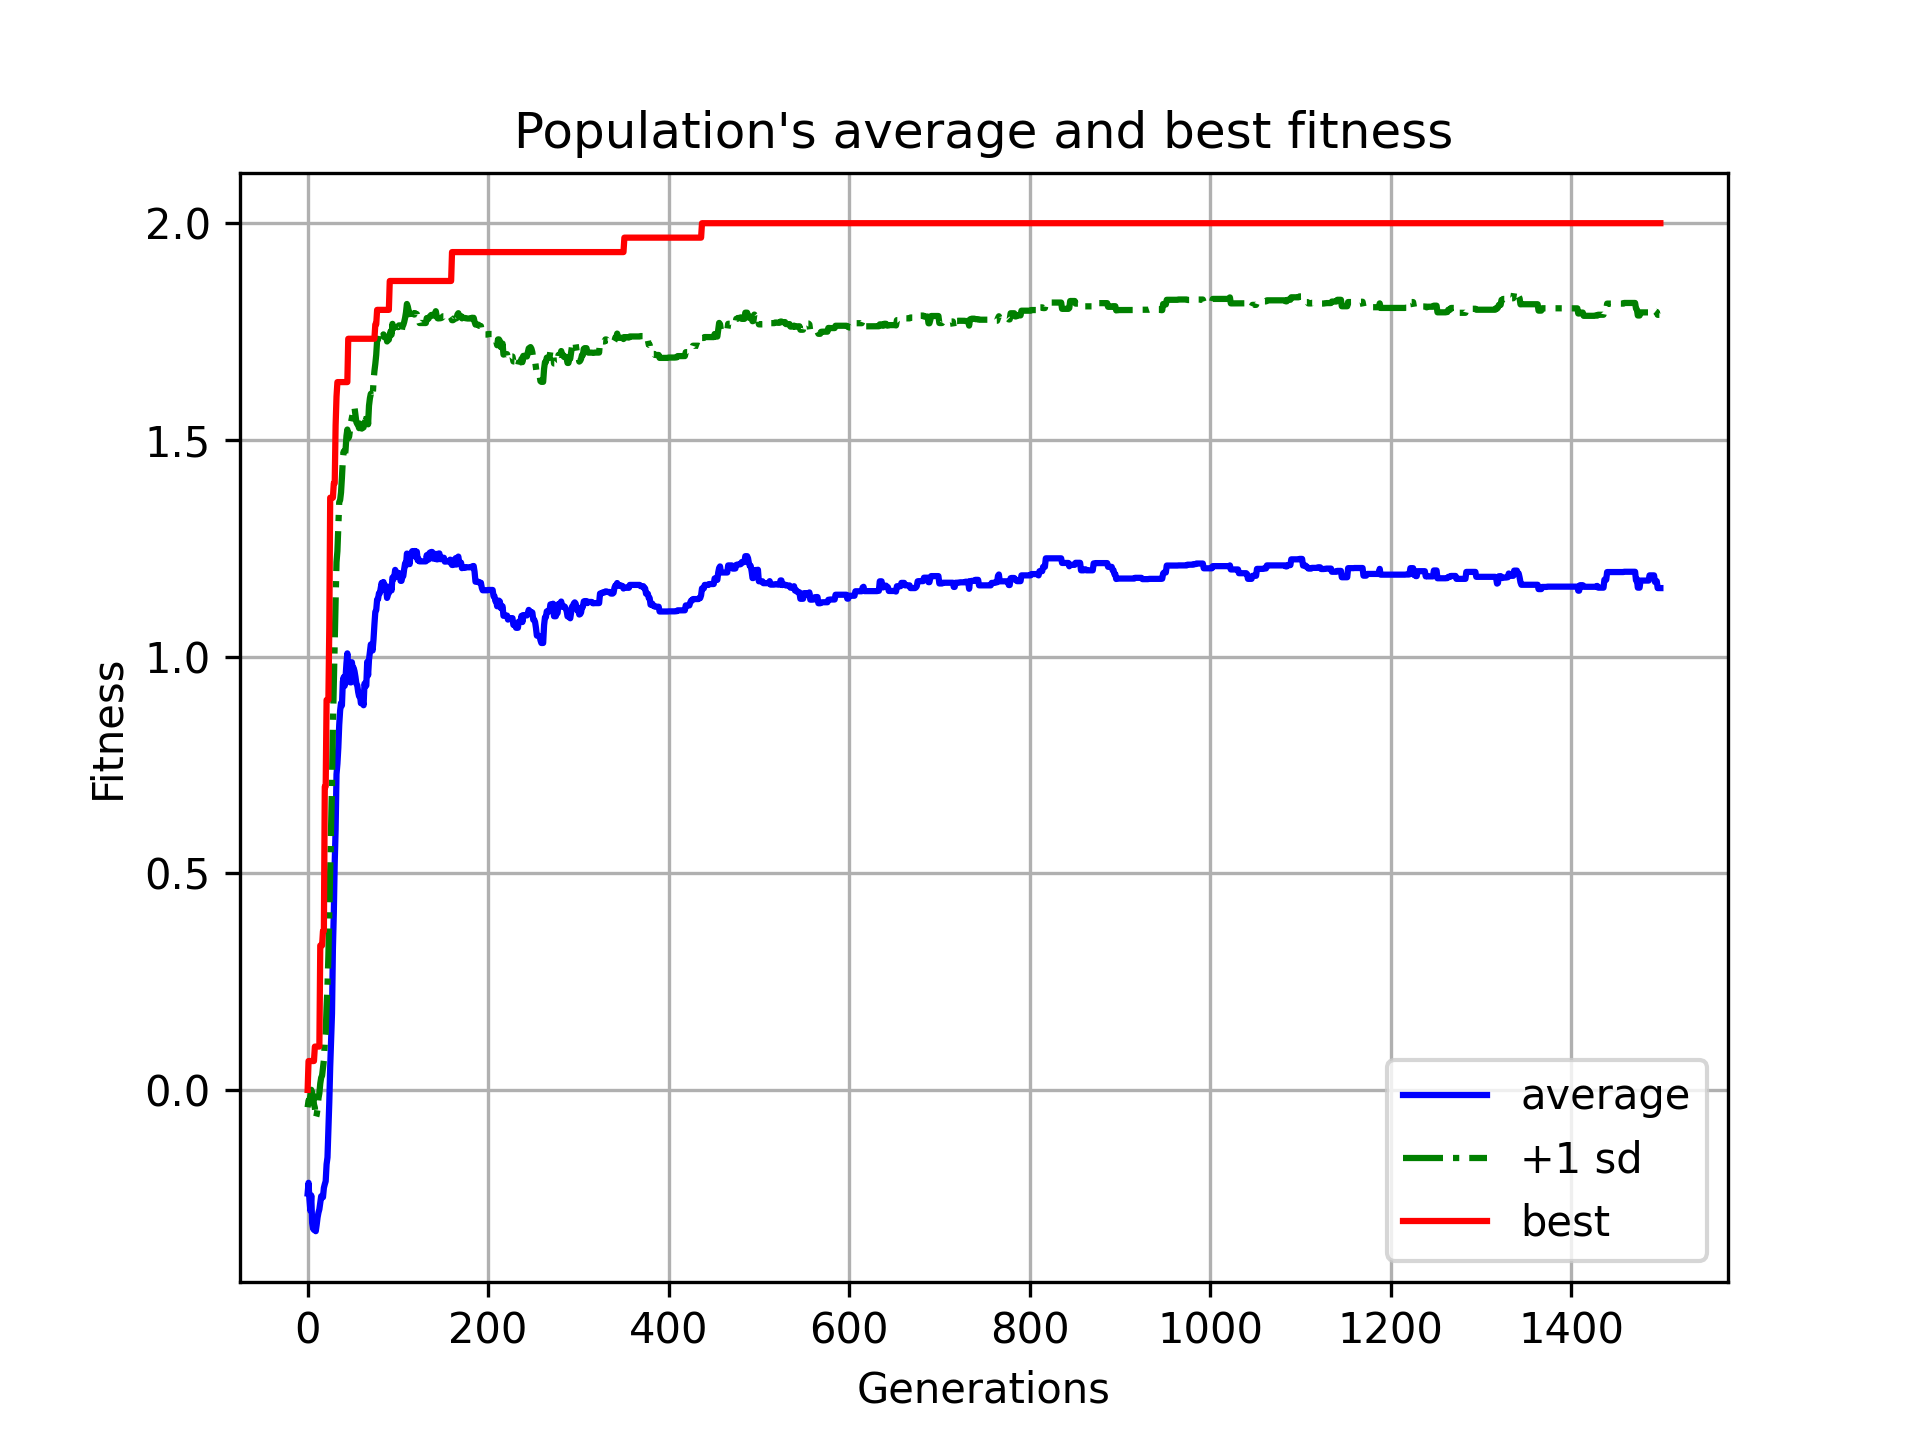 Population's average and best fitness
2.0
1.5
1.0
0.5
0.0
Fitness
average
+1 sd
best
0 200 400 600 800 1000 1200 1400
Generations